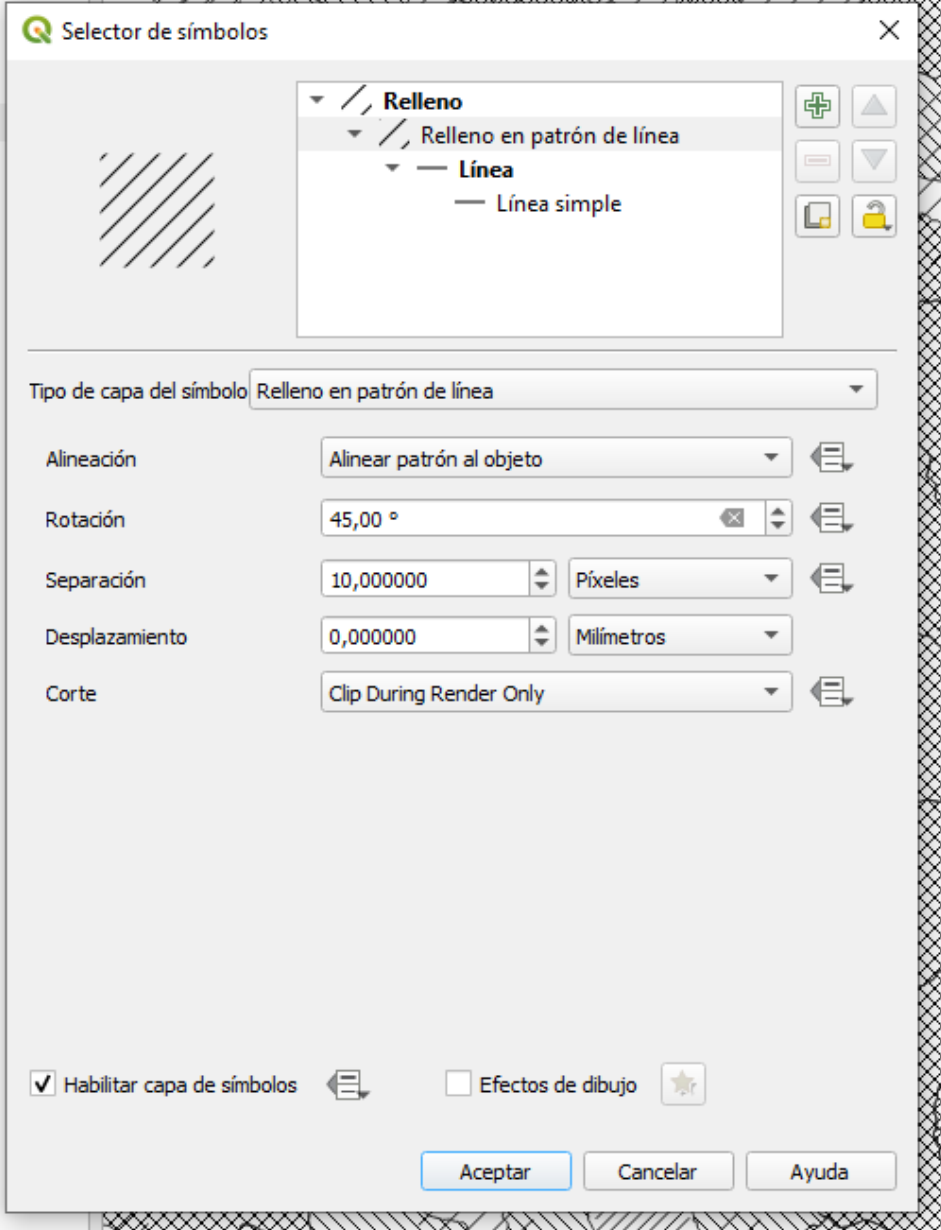 Selector de símbolos
Relleno
Relleno en patrón de línea
Línea
Línea simple
Tipo de capa del símbolo Relleno en patrón de línea
Alineación Alinear patrón al objeto
Rotación 45,00 °
Separación 10,000000 Píxeles
Desplazamiento 0,000000 Milímetros
Corte Clip During Render Only
Habilitar capa de símbolos Efectos de dibujo
Aceptar Cancelar Ayuda